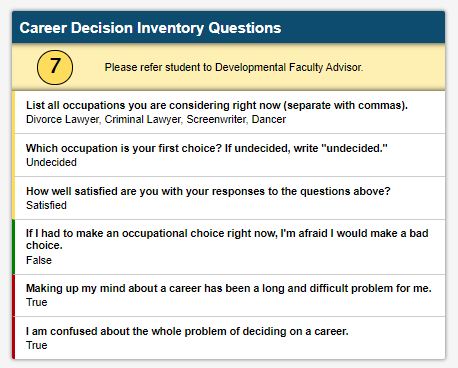 Career Decision Inventory Questions
7
Please refer student to Developmental Faculty Advisor.
List all occupations you are considering right now (separate with commas).
Divorce Lawyer, Criminal Lawyer, Screenwriter, Dancer
Which occupation is your first choice? If undecided, write "undecided."
Undecided
How well satisfied are you with your responses to the questions above?
Satisfied
If I had to make an occupational choice right now, I'm afraid I would make a bad
choice.
False
Making up my mind about a career has been a long and difficult problem for me.
True
I am confused about the whole problem of deciding on a career.
True